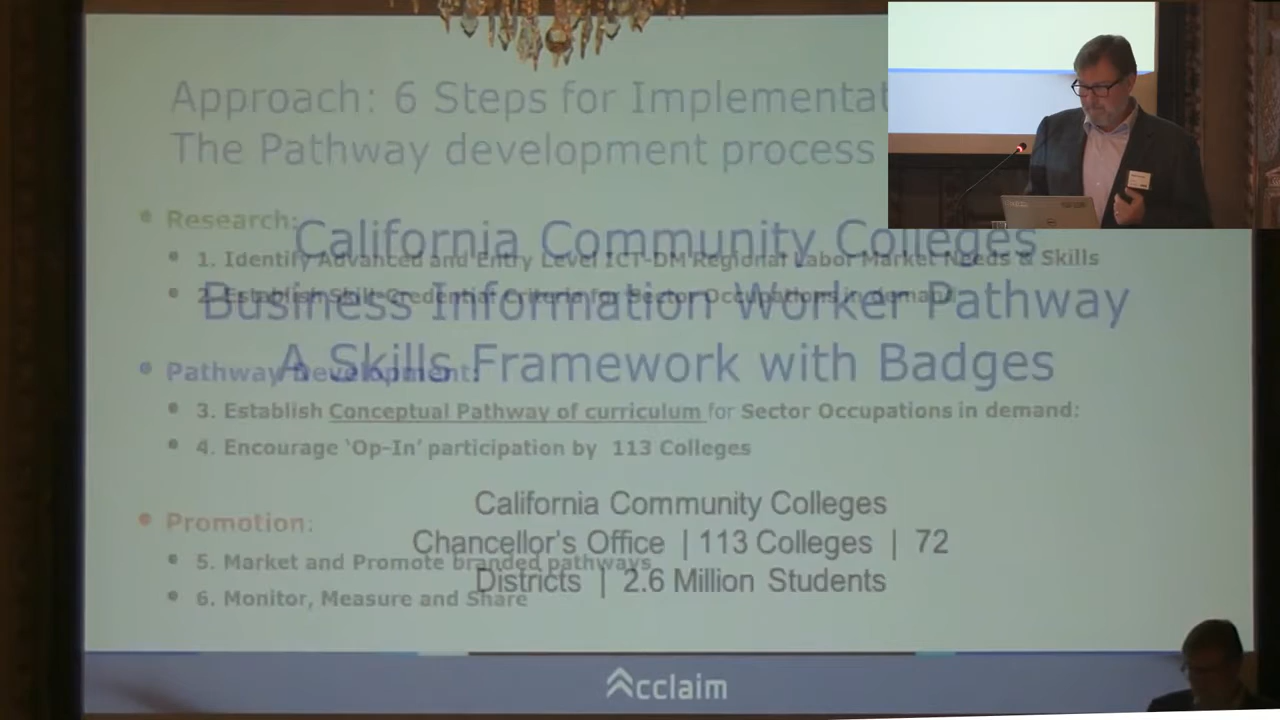 Approach: 6 Steps for Implementat
The Pathway development process
Research:
1. Identify Advanced and Entry Level ICT-DM Regional Labor Market Needs & Skills
2. Establish Skill-Credential Criteria for Sector Occupations in demand
Pathway Development:
3. Establish Conceptual Pathway of curriculum for Sector Occupations in demand:
4. Encourage ‘Op-In’ participation by 113 Colleges
Promotion:
5. Market and Promote branded pathways
6. Monitor, Measure and Share
California Community Colleges
Business Information Worker Pathway
A Skills Framework with Badges
California Community Colleges
Chancellor's Office | 113 Colleges | 72
Districts | 2.6 Million Students
Acclaim